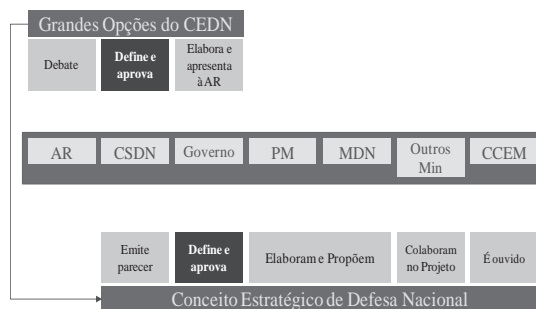 Grandes Opções do CEDN
Debate
Define e
aprova
Elabora e
apresenta
à AR
AR
CSDN
Governo
PM
MDN
Outros
Min
CCEM
Emite
parecer
Define e
aprova
Elaboram e Propõem
Colaboram
no Projeto
É ouvido
Conceito Estratégico de Defesa Nacional